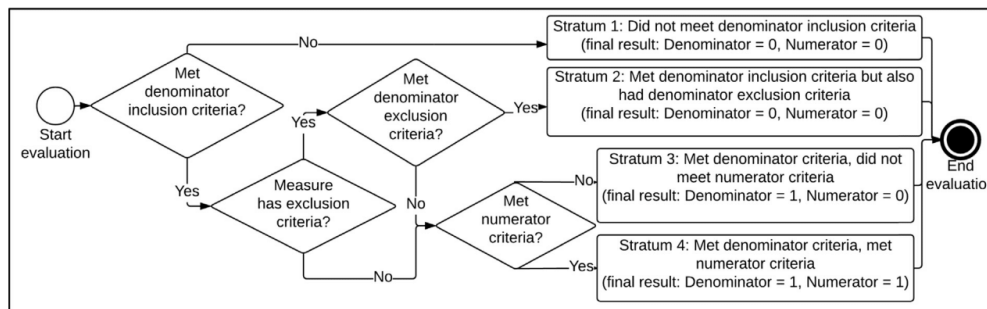 Start
evaluation
Met
denominator
inclusion criteria?
No
Yes
Measure
has exclusion
criteria?
Yes
No
Met
denominator
exclusion
criteria?
Yes
No
Met
numerator
criteria?
No
Yes
Stratum 1: Did not meet denominator inclusion criteria
(final result: Denominator = 0, Numerator = 0)
Stratum 2: Met denominator inclusion criteria but also
had denominator exclusion criteria
(final result: Denominator = 0, Numerator = 0)
Stratum 3: Met denominator criteria, did not
meet numerator criteria
(final result: Denominator = 1, Numerator = 0)
Stratum 4: Met denominator criteria, met
numerator criteria
(final result: Denominator = 1, Numerator = 1)
End
evaluation